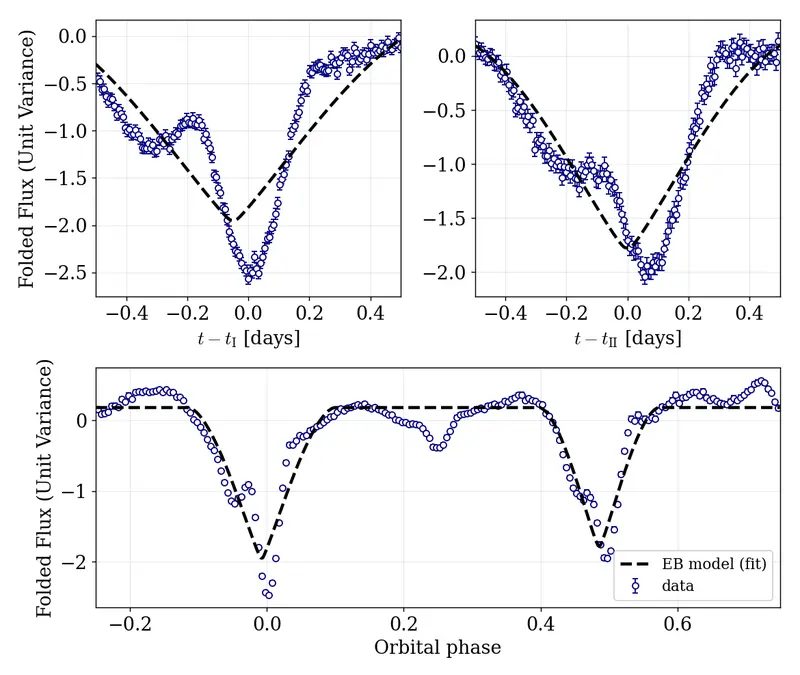 Folded Flux (Unit Variance)
0.0
−0.5
−1.0
−1.5
−2.0
−2.5
−0.4 −0.2 0.0 0.2 0.4
t − tI [days]
0.0
−0.5
−1.0
−1.5
−2.0
−0.4 −0.2 0.0 0.2 0.4
t − tII [days]
Folded Flux (Unit Variance)
0
−1
−2
−0.2 0.0 0.2 0.4 0.6
Orbital phase
EB model (fit)
data